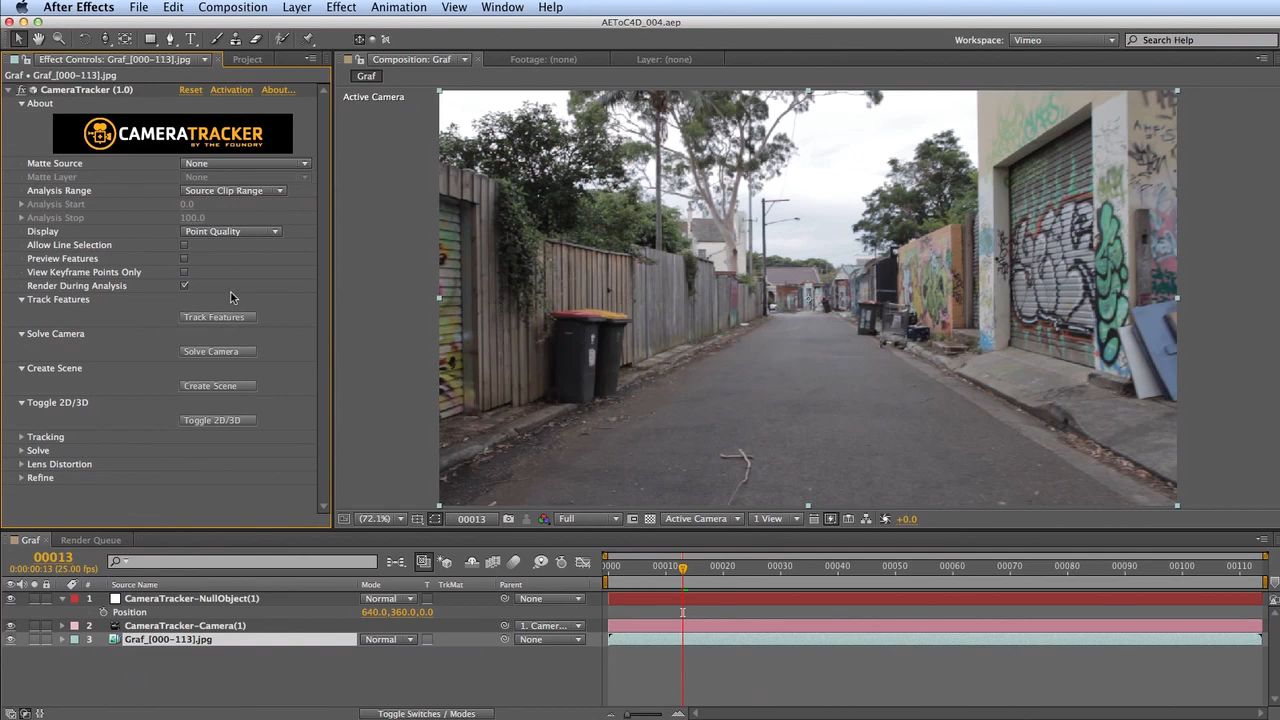 After Effects File Edit Composition Layer Effect Animation View Window Help
AEToC4D_004.aep
Workspace: Vimeo Search Help
Effect Controls: Graf_[000-113].jpg Project
Composition: Graf Footage: (none) Layer: (none)
Graf • Graf_[000-113].jpg
Graf
CameraTracker (1.0) Reset Activation About...
Active Camera
About
CAMERATRACKER
BY THE FOUNDRY
Matte Source None
Matte Layer None
Analysis Range Source Clip Range
Analysis Start 0.0
Analysis Stop 100.0
Display Point Quality
Allow Line Selection
Preview Features
View Keyframe Points Only
Render During Analysis
Track Features
Track Features
Solve Camera
Solve Camera
Create Scene
Create Scene
Toggle 2D/3D
Toggle 2D/3D
Tracking
Solve
Lens Distortion
Refine
(72.1%) 00013 Full Active Camera 1 View +0.0
Graf Render Queue
00013
0:00:00:13 (25.00 fps)
0000 00010 00020 00030 00040 00050 00060 00070 00080 00090 00100 00110
# Source Name Mode T TrkMat Parent
1 CameraTracker-NullObject(1) Normal None
Position 640.0,360.0,0.0
2 CameraTracker-Camera(1) 1. Camer...
3 Graf_[000-113].jpg Normal None
Toggle Switches / Modes